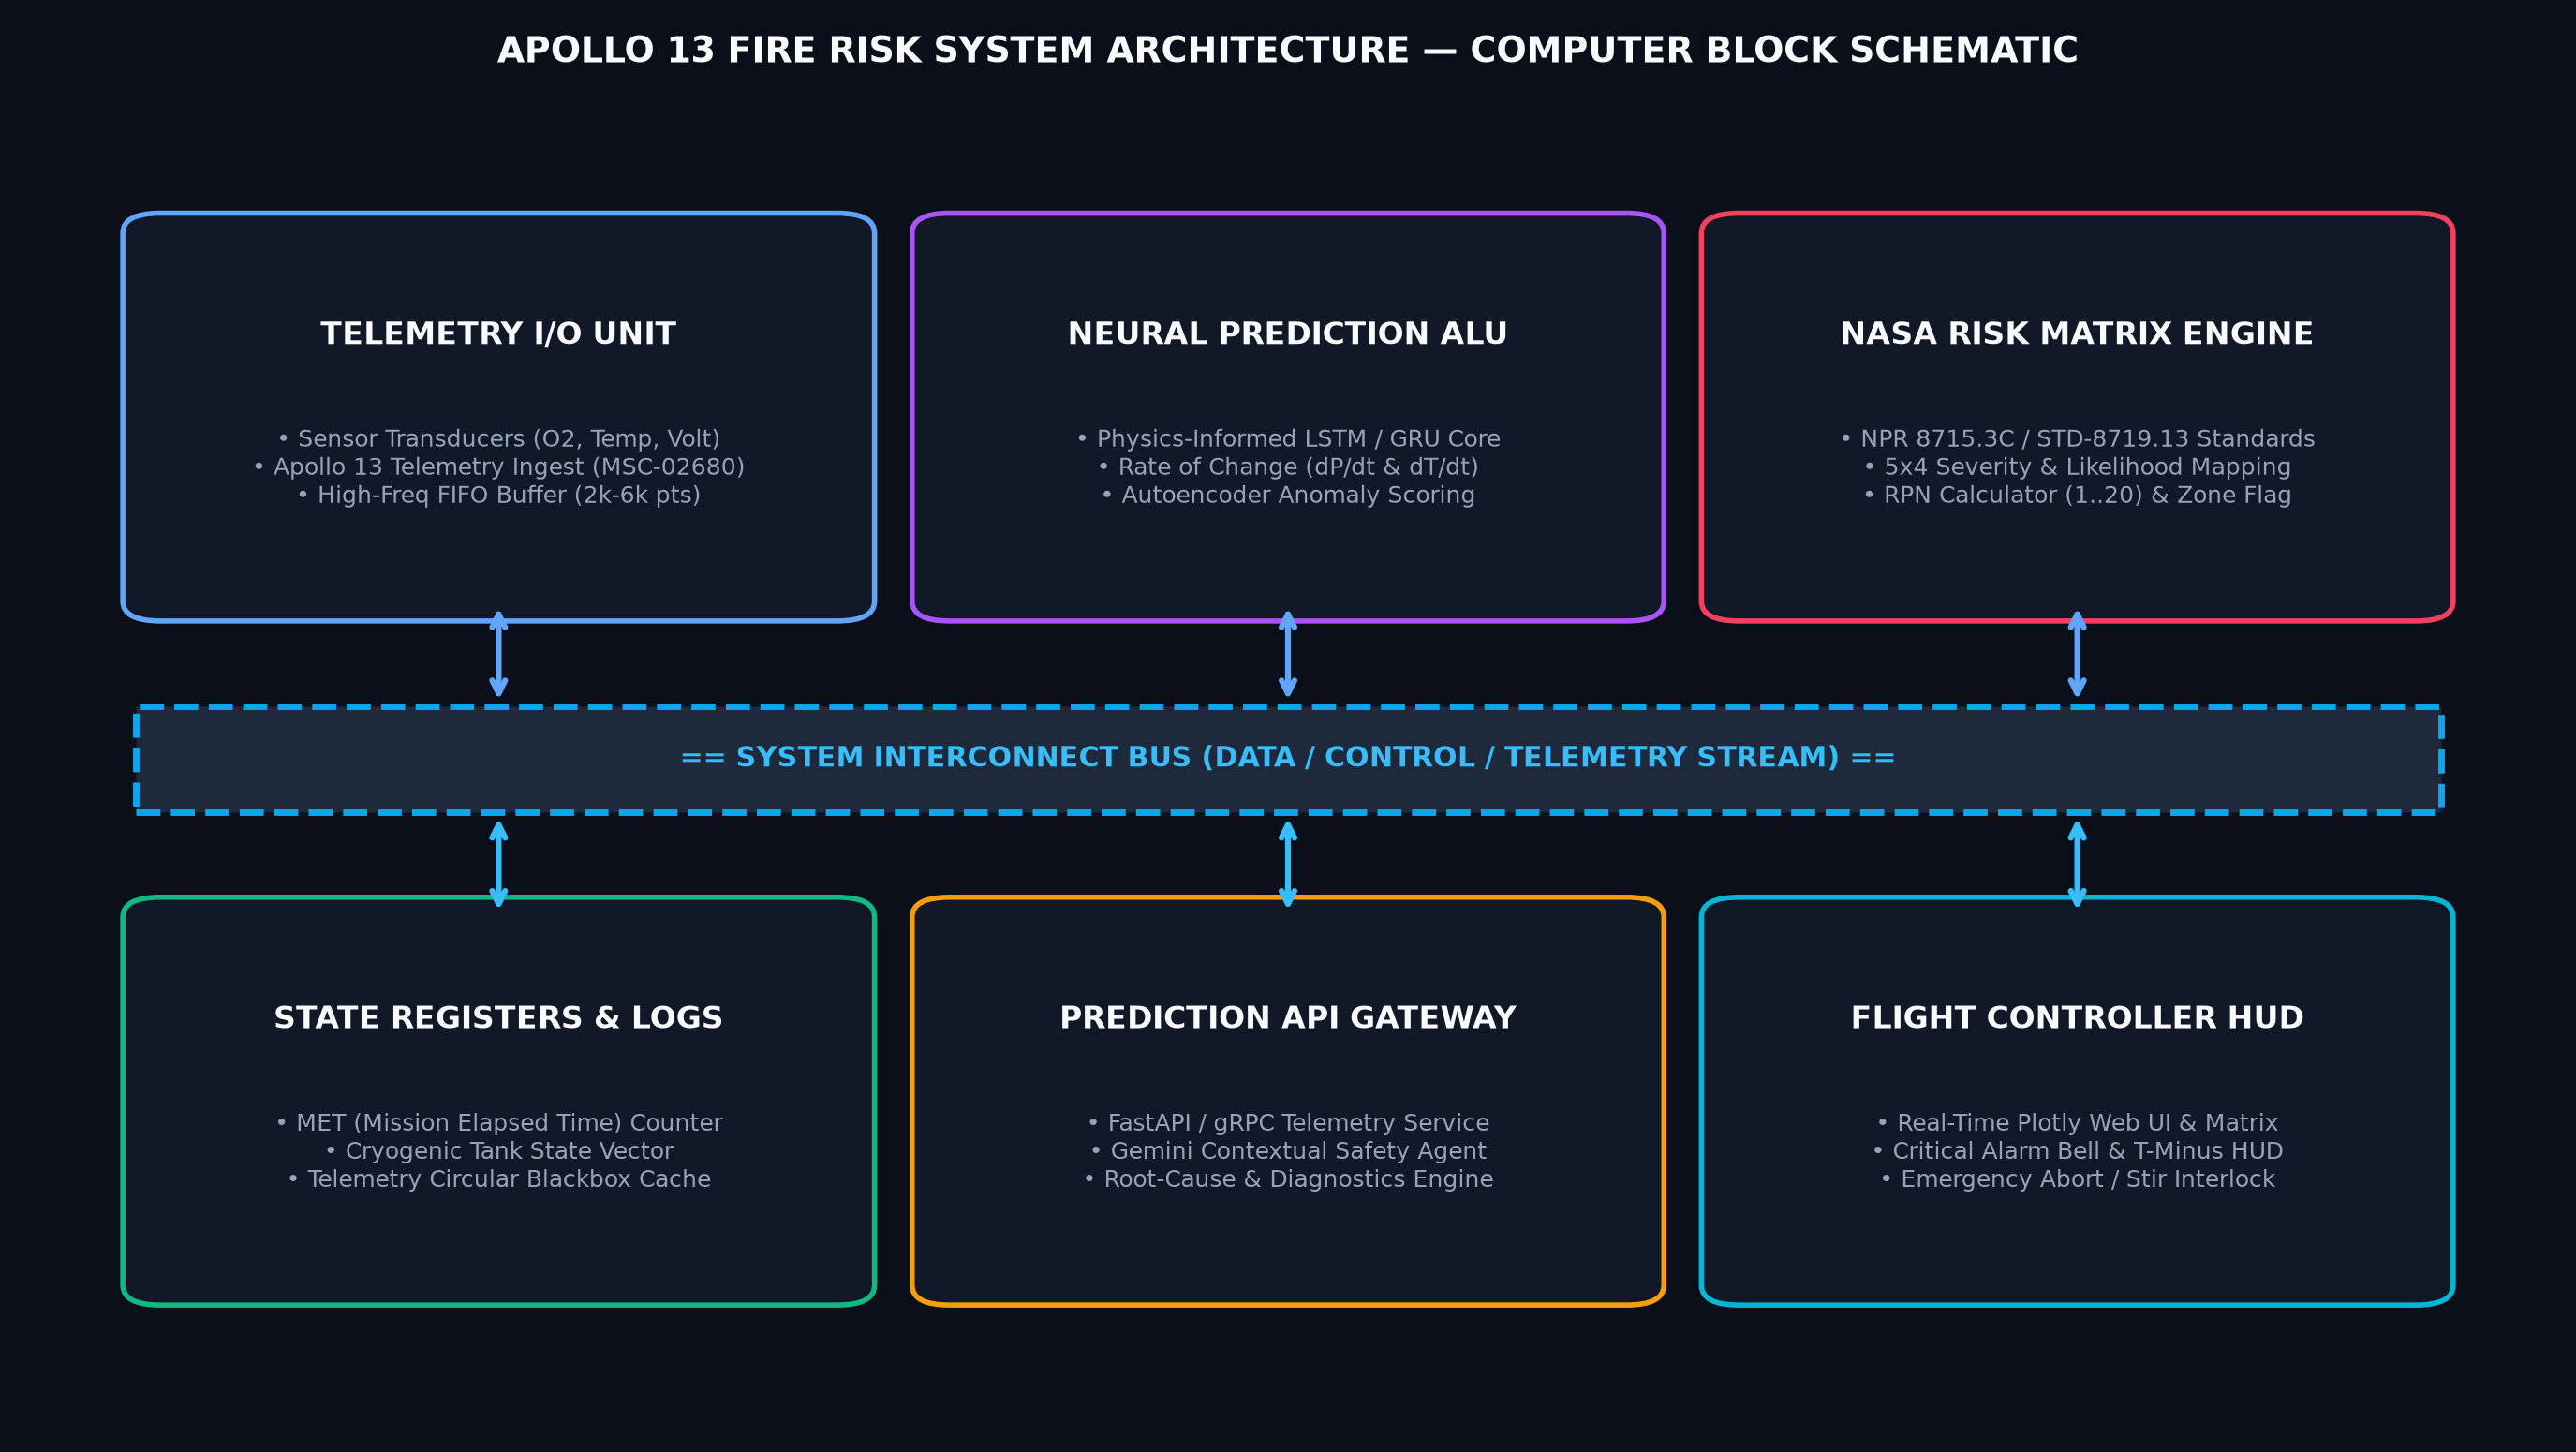 APOLLO 13 FIRE RISK SYSTEM ARCHITECTURE — COMPUTER BLOCK SCHEMATIC
TELEMETRY I/O UNIT
• Sensor Transducers (O2, Temp, Volt)
• Apollo 13 Telemetry Ingest (MSC-02680)
• High-Freq FIFO Buffer (2k-6k pts)
NEURAL PREDICTION ALU
• Physics-Informed LSTM / GRU Core
• Rate of Change (dP/dt & dT/dt)
• Autoencoder Anomaly Scoring
NASA RISK MATRIX ENGINE
• NPR 8715.3C / STD-8719.13 Standards
• 5x4 Severity & Likelihood Mapping
• RPN Calculator (1..20) & Zone Flag
== SYSTEM INTERCONNECT BUS (DATA / CONTROL / TELEMETRY STREAM) ==
STATE REGISTERS & LOGS
• MET (Mission Elapsed Time) Counter
• Cryogenic Tank State Vector
• Telemetry Circular Blackbox Cache
PREDICTION API GATEWAY
• FastAPI / gRPC Telemetry Service
• Gemini Contextual Safety Agent
• Root-Cause & Diagnostics Engine
FLIGHT CONTROLLER HUD
• Real-Time Plotly Web UI & Matrix
• Critical Alarm Bell & T-Minus HUD
• Emergency Abort / Stir Interlock